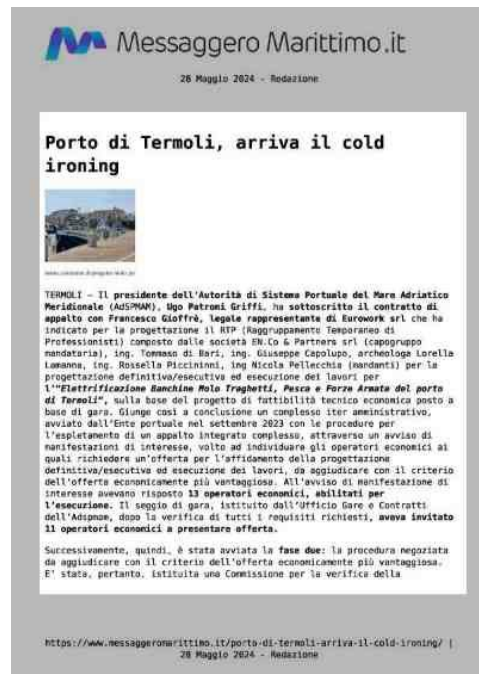 Messaggero Marittimo.it
28 Maggio 2024 - Redazione
Porto di Termoli, arriva il cold
ironing
TERMOLI – Il presidente dell'Autorità di Sistema Portuale del Mare Adriatico
Meridionale (AdSPMAM), Ugo Patroni Griffi, ha sottoscritto il contratto di
appalto con Francesco Gioffrè, legale rappresentante di Eurowork srl che ha
indicato per la progettazione il RTP (Raggruppamento Temporaneo di
Professionisti) composto dalle società EN.Co & Partners srl (capogruppo
mandataria), ing. Tommaso di Bari, ing. Giuseppe Capolupo, archeologa Lorella
Lamanna, ing. Rossella Piccininni, ing Nicola Pellecchia (mandanti) per la
progettazione definitiva/esecutiva ed esecuzione dei lavori per
l'"Elettrificazione Banchine Molo Traghetti, Pesca e Forze Armata del porto
di Termoli", sulla base del progetto di fattibilità tecnico economica posto a
base di gara. Giunge così a conclusione un complesso iter amministrativo,
avviato dall'Ente portuale nel settembre 2023 con le procedure per
l'espletamento di un appalto integrato complesso, attraverso un avviso di
manifestazioni di interesse, volto ad individuare gli operatori economici ai
quali richiedere un'offerta per l'affidamento della progettazione
definitiva/esecutiva ed esecuzione dei lavori, da aggiudicare con il criterio
dell'offerta economicamente più vantaggiosa. All'avviso di manifestazione di
interesse avevano risposto 13 operatori economici, abilitati per
l'esecuzione. Il seggio di gara, istituito dall'Ufficio Gare e Contratti
dell'Adspmam, dopo la verifica di tutti i requisiti richiesti, aveva invitato
11 operatori economici a presentare offerta.
Successivamente, quindi, è stata avviata la fase due: la procedura negoziata
da aggiudicare con il criterio dell'offerta economicamente più vantaggiosa.
E' stata, pertanto, istituita una Commissione per la verifica della
https://www.messaggeromarittimo.it/porto-di-termoli-arriva-il-cold-ironing/ |
28 Maggio 2024 - Redazione